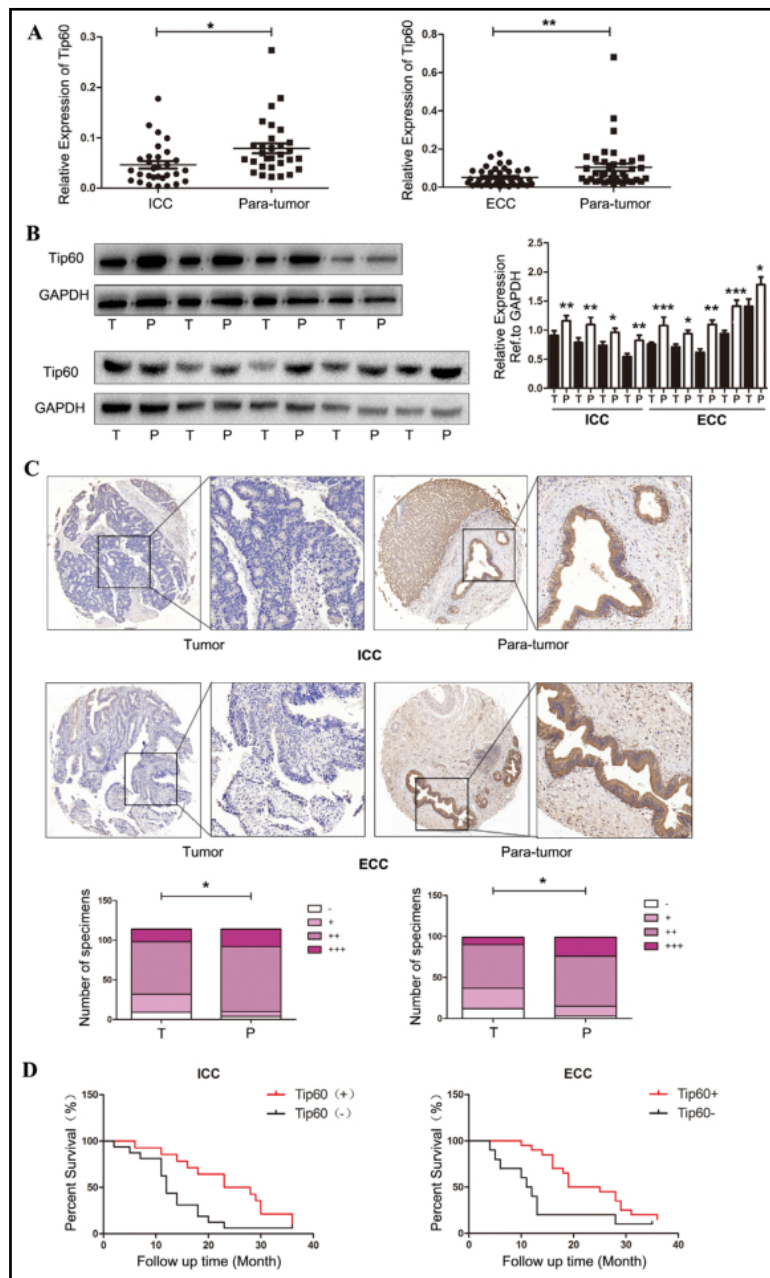 A
Relative Expression of Tip60
0.3
0.2
0.1
0.0
*
ICC
Para-tumor
Relative Expression of Tip60
0.8
0.6
0.4
0.2
0.0
**
ECC
Para-tumor
B
Tip60
GAPDH
T P T P T P T P
Tip60
GAPDH
T P T P T P T P T P
Relative Expression
Ref.to GAPDH
2.5
2.0
1.5
1.0
0.5
0.0
** ** * ** *** * ** *** *
T P T P T P T P T P T P T P T P T P
ICC ECC
C
Tumor
Para-tumor
ICC
Tumor
Para-tumor
ECC
Number of specimens
150
100
50
0
*
T P
-
+
++
+++
Number of specimens
150
100
50
0
*
T P
-
+
++
+++
D
ICC
Percent Survival (%)
150
100
50
0
Tip60 (+)
Tip60 (-)
0 10 20 30 40
Follow up time (Month)
ECC
Percent Survival (%)
150
100
50
0
Tip60+
Tip60-
0 10 20 30 40
Follow up time (Month)